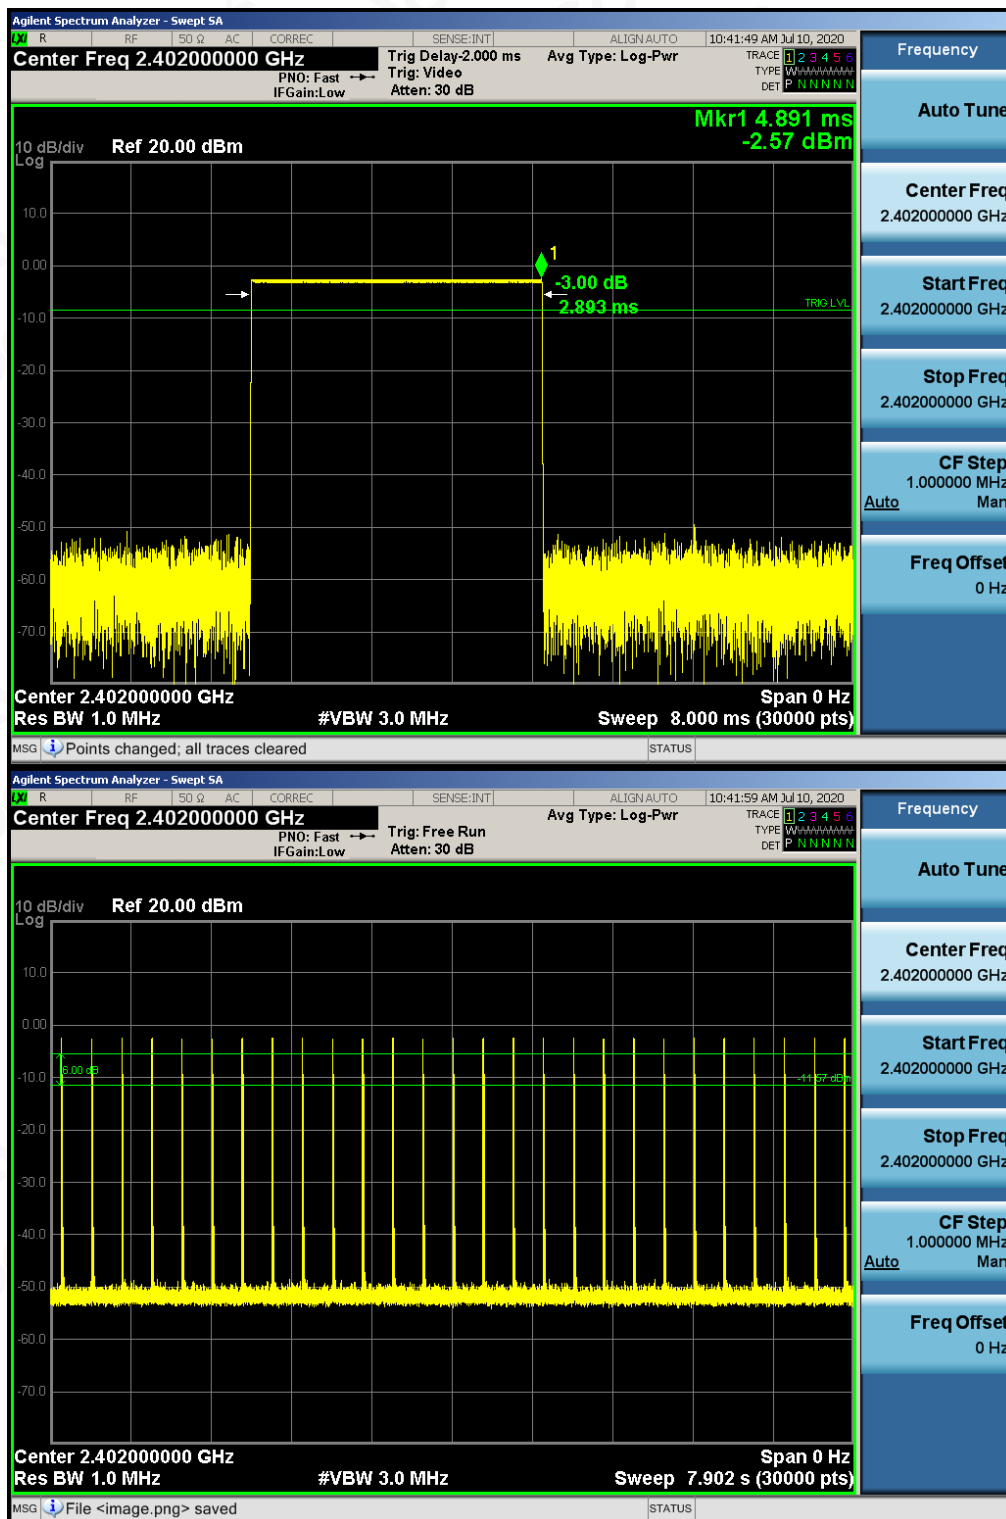 Agilent Spectrum Analyzer - Swept SA
LXI R RF 50 Ω AC CORREC SENSE:INT ALIGN AUTO 10:41:49 AM Jul 10, 2020
Center Freq 2.402000000 GHz
PNO: Fast
IFGain:Low
Trig Delay-2.000 ms
Trig: Video
Atten: 30 dB
Avg Type: Log-Pwr
TRACE 1 2 3 4 5 6
TYPE
DET P N N N N N
Mkr1 4.891 ms
-2.57 dBm
10 dB/div
Log
Ref 20.00 dBm
10.0
0.00
-10.0
-20.0
-30.0
-40.0
-50.0
-60.0
-70.0
1
-3.00 dB
2.893 ms
TRIG LVL
Center 2.402000000 GHz
Span 0 Hz
Res BW 1.0 MHz
#VBW 3.0 MHz
Sweep 8.000 ms (30000 pts)
MSG Points changed; all traces cleared
STATUS
Frequency
Auto Tune
Center Freq
2.402000000 GHz
Start Freq
2.402000000 GHz
Stop Freq
2.402000000 GHz
CF Step
1.000000 MHz
Auto Man
Freq Offset
0 Hz
Agilent Spectrum Analyzer - Swept SA
LXI R RF 50 Ω AC CORREC SENSE:INT ALIGN AUTO 10:41:59 AM Jul 10, 2020
Center Freq 2.402000000 GHz
PNO: Fast
IFGain:Low
Trig: Free Run
Atten: 30 dB
Avg Type: Log-Pwr
TRACE 1 2 3 4 5 6
TYPE
DET P N N N N N
10 dB/div
Log
Ref 20.00 dBm
10.0
0.00
-10.0
-20.0
-30.0
-40.0
-50.0
-60.0
-70.0
6.00 dB
-11.57 dBm
Center 2.402000000 GHz
Span 0 Hz
Res BW 1.0 MHz
#VBW 3.0 MHz
Sweep 7.902 s (30000 pts)
MSG File <image.png> saved
STATUS
Frequency
Auto Tune
Center Freq
2.402000000 GHz
Start Freq
2.402000000 GHz
Stop Freq
2.402000000 GHz
CF Step
1.000000 MHz
Auto Man
Freq Offset
0 Hz